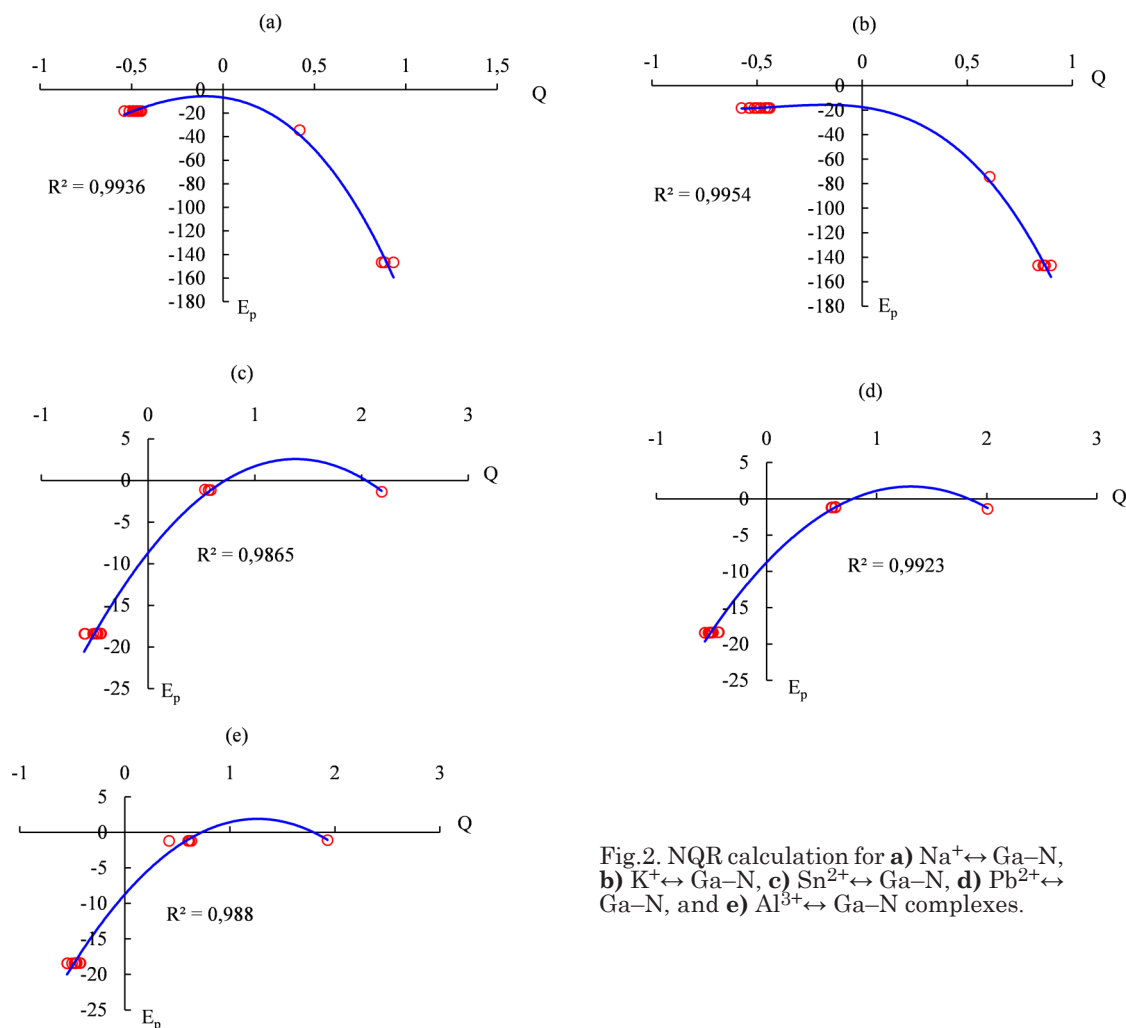 (a)
-1 -0,5 0 0,5 1 1,5
Q
0
-20
-40
-60
-80
-100
-120
-140
-160
-180
R² = 0,9936
Eₚ
(b)
-1 -0,5 0 0,5 1
Q
0
-20
-40
-60
-80
-100
-120
-140
-160
-180
R² = 0,9954
Eₚ
(c)
-1 0 1 2 3
5
0
-5
-10
-15
-20
-25
Q
R² = 0,9865
Eₚ
(d)
-1 0 1 2 3
5
0
-5
-10
-15
-20
-25
Q
R² = 0,9923
Eₚ
(e)
-1 0 1 2 3
5
0
-5
-10
-15
-20
-25
Q
R² = 0,988
Eₚ
Fig.2. NQR calculation for a) Na⁺↔ Ga–N,
b) K⁺↔ Ga–N, c) Sn²⁺↔ Ga–N, d) Pb²⁺↔
Ga–N, and e) Al³⁺↔ Ga–N complexes.